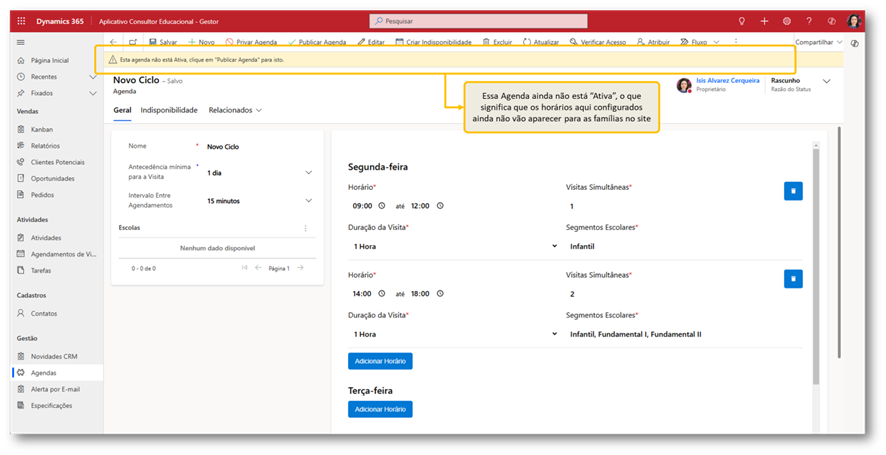 Dynamics 365 Aplicativo Consultor Educacional - Gestor Pesquisar
Salvar Novo Privar Agenda Publicar Agenda Editar Criar Indisponibilidade Excluir Atualizar Verificar Acesso Atribuir Fluxo Compartilhar
Esta agenda não está Ativa, clique em "Publicar Agenda" para isto.
Novo Ciclo - Salvo
Agenda
Isis Alvarez Cerqueira
Proprietário
Rascunho
Razão do Status
Essa Agenda ainda não está "Ativa", o que
significa que os horários aqui configurados
ainda não vão aparecer para as famílias no site
Geral Indisponibilidade Relacionados
Página Inicial
Recentes
Fixados
Vendas
Kanban
Relatórios
Clientes Potenciais
Oportunidades
Pedidos
Atividades
Atividades
Agendamentos de Vi...
Tarefas
Cadastros
Contatos
Gestão
Novidades CRM
Agendas
Alerta por E-mail
Especificações
Nome * Novo Ciclo
Antecedência mínima * 1 dia
para a Visita
Intervalo Entre 15 minutos
Agendamentos
Escolas
Nenhum dado disponível
0 - 0 de 0 Página 1
Segunda-feira
Horário* Visitas Simultâneas*
09:00 até 12:00 1
Duração da Visita* Segmentos Escolares*
1 Hora Infantil
Horário* Visitas Simultâneas*
14:00 até 18:00 2
Duração da Visita* Segmentos Escolares*
1 Hora Infantil, Fundamental I, Fundamental II
Adicionar Horário
Terça-feira
Adicionar Horário